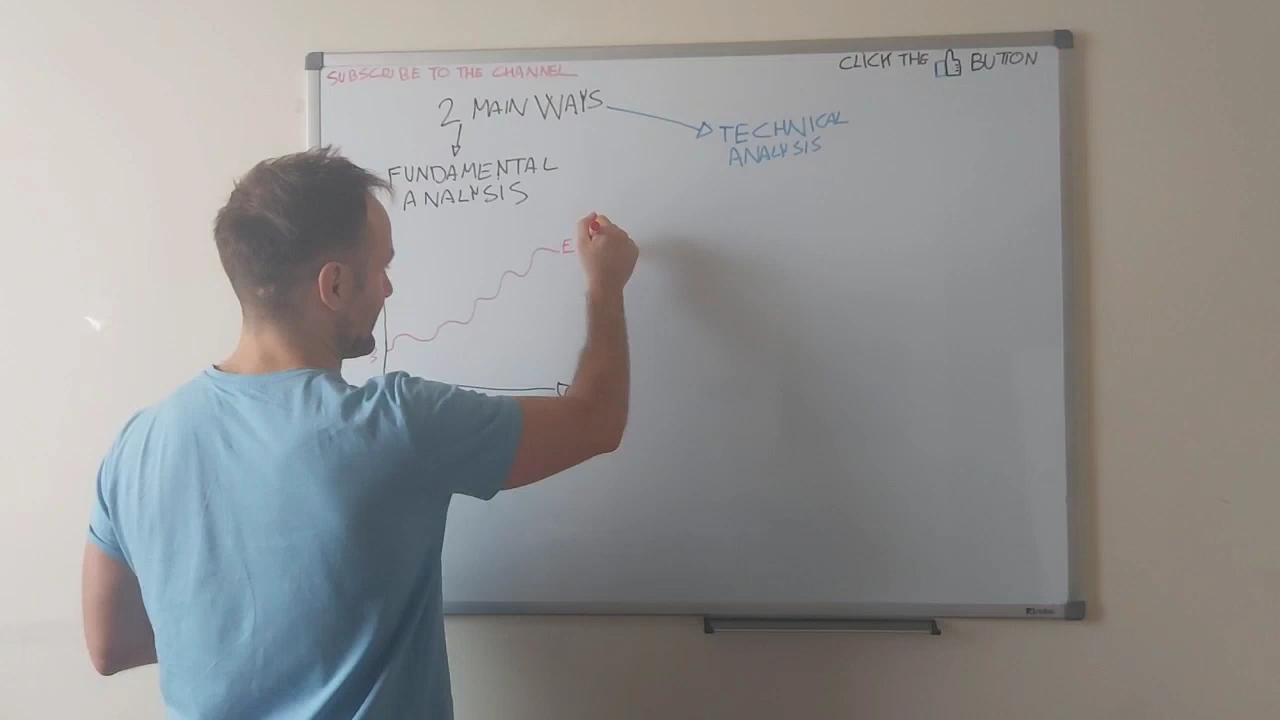 SUBSCRIBE TO THE CHANNEL
CLICK THE BUTTON
2 MAIN WAYS
TECHNICAL
ANALYSIS
FUNDAMENTAL
ANALYSIS
E